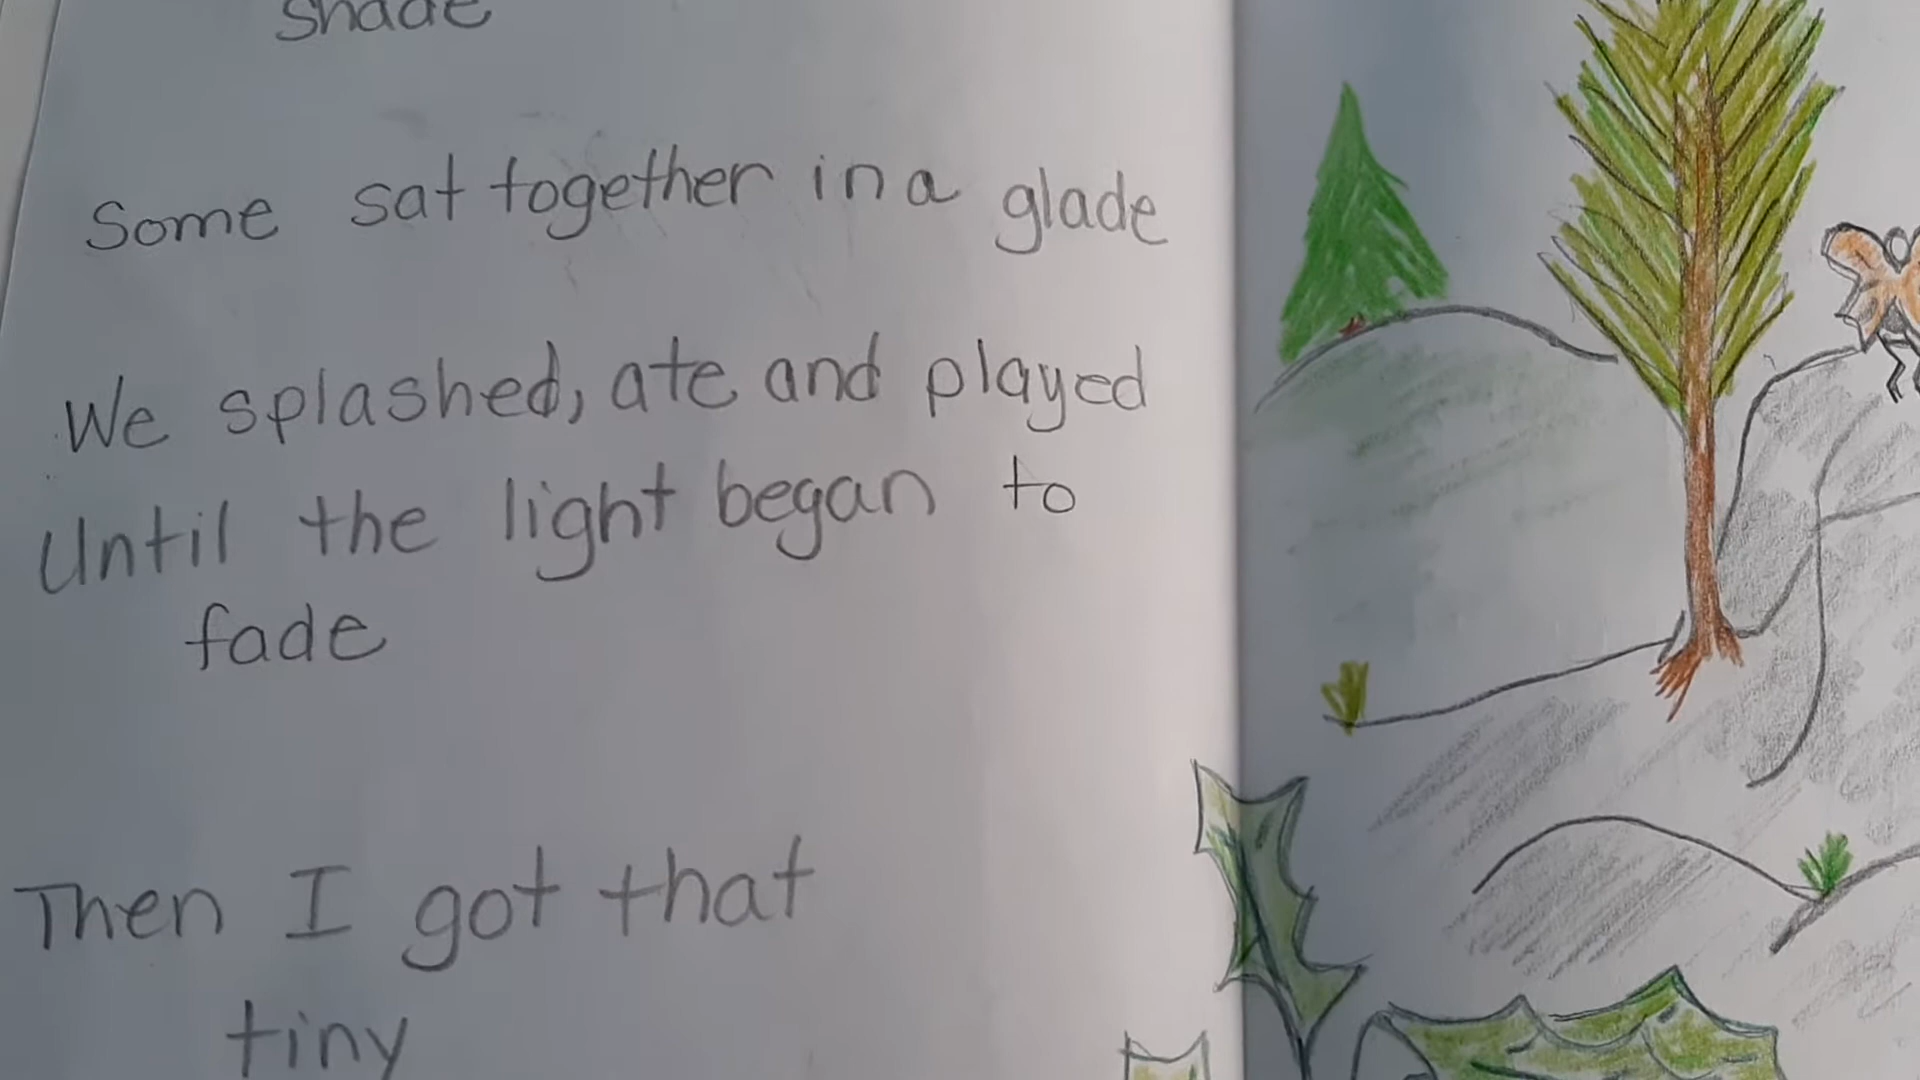 Shade
Some sat together in a glade
We splashed, ate and played
Until the light began to
fade
Then I got that
tiny